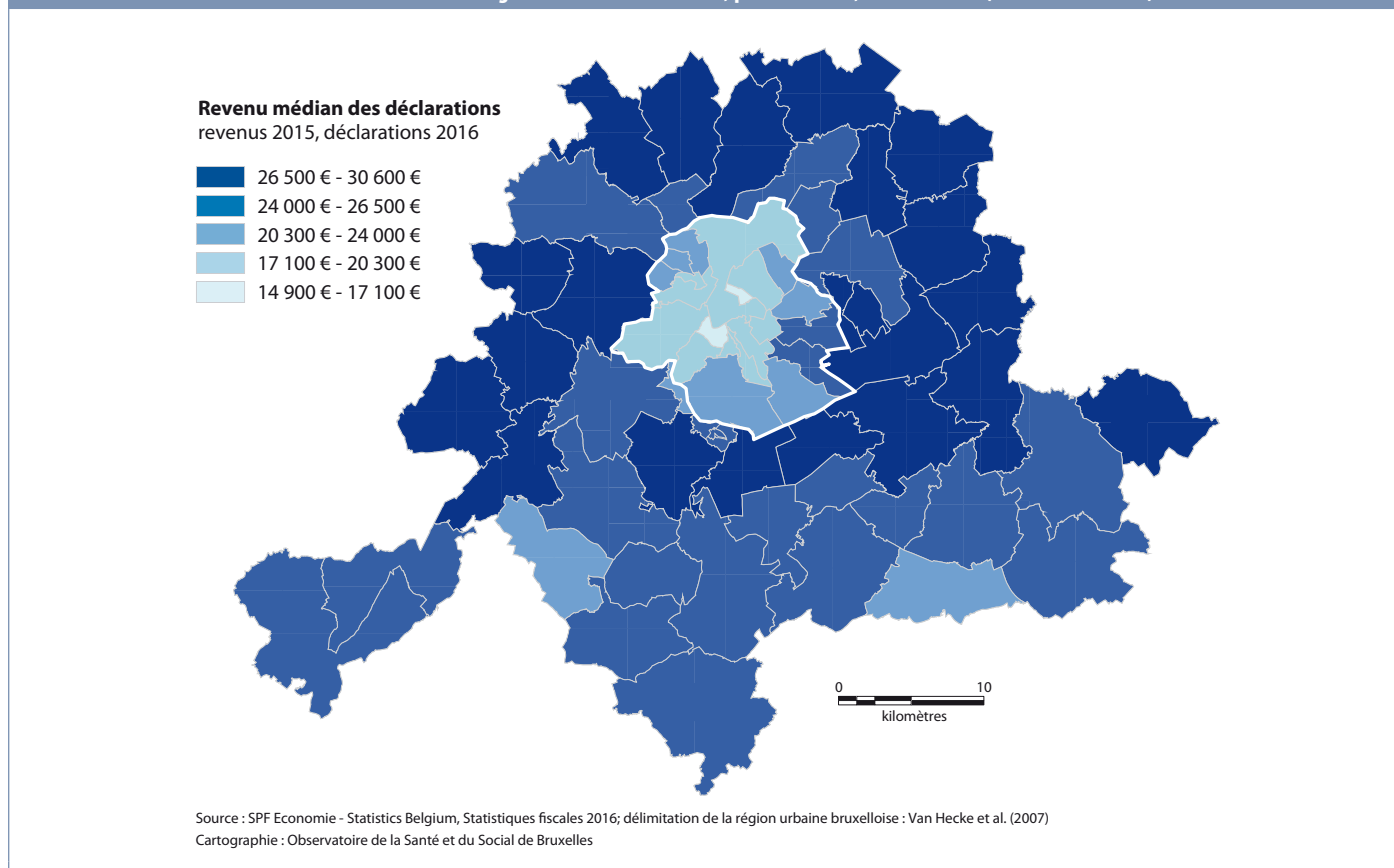 Revenu médian des déclarations
revenus 2015, déclarations 2016
26 500 € - 30 600 €
24 000 € - 26 500 €
20 300 € - 24 000 €
17 100 € - 20 300 €
14 900 € - 17 100 €
0 10
kilomètres
Source : SPF Economie - Statistics Belgium, Statistiques fiscales 2016; délimitation de la région urbaine bruxelloise : Van Hecke et al. (2007)
Cartographie : Observatoire de la Santé et du Social de Bruxelles